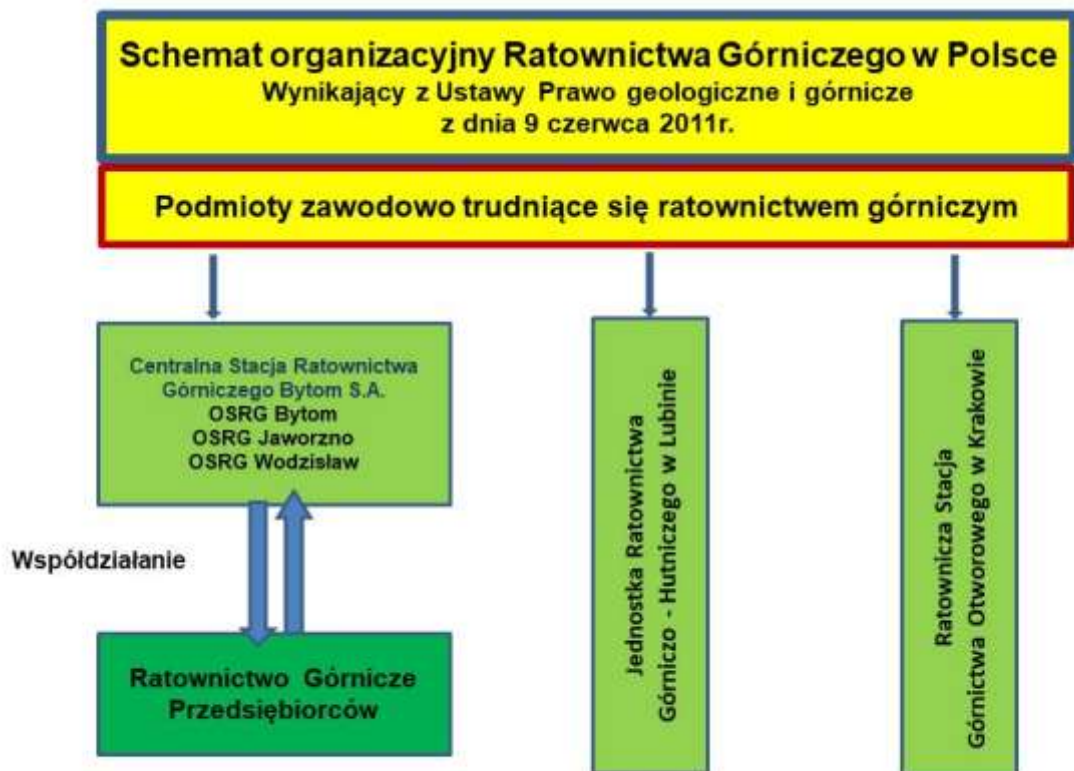 Schemat organizacyjny Ratownictwa Górniczego w Polsce
Wynikający z Ustawy Prawo geologiczne i górnicze
z dnia 9 czerwca 2011r.
Podmioty zawodowo trudniące się ratownictwem górniczym
Centralna Stacja Ratownictwa
Górniczego Bytom S.A.
OSRG Bytom
OSRG Jaworzno
OSRG Wodzisław
Współdziałanie
Ratownictwo Górnicze
Przedsiębiorców
Jednostka Ratownictwa
Górniczo - Hutniczego w Lubinie
Ratownicza Stacja
Górnictwa Otworowego w Krakowie